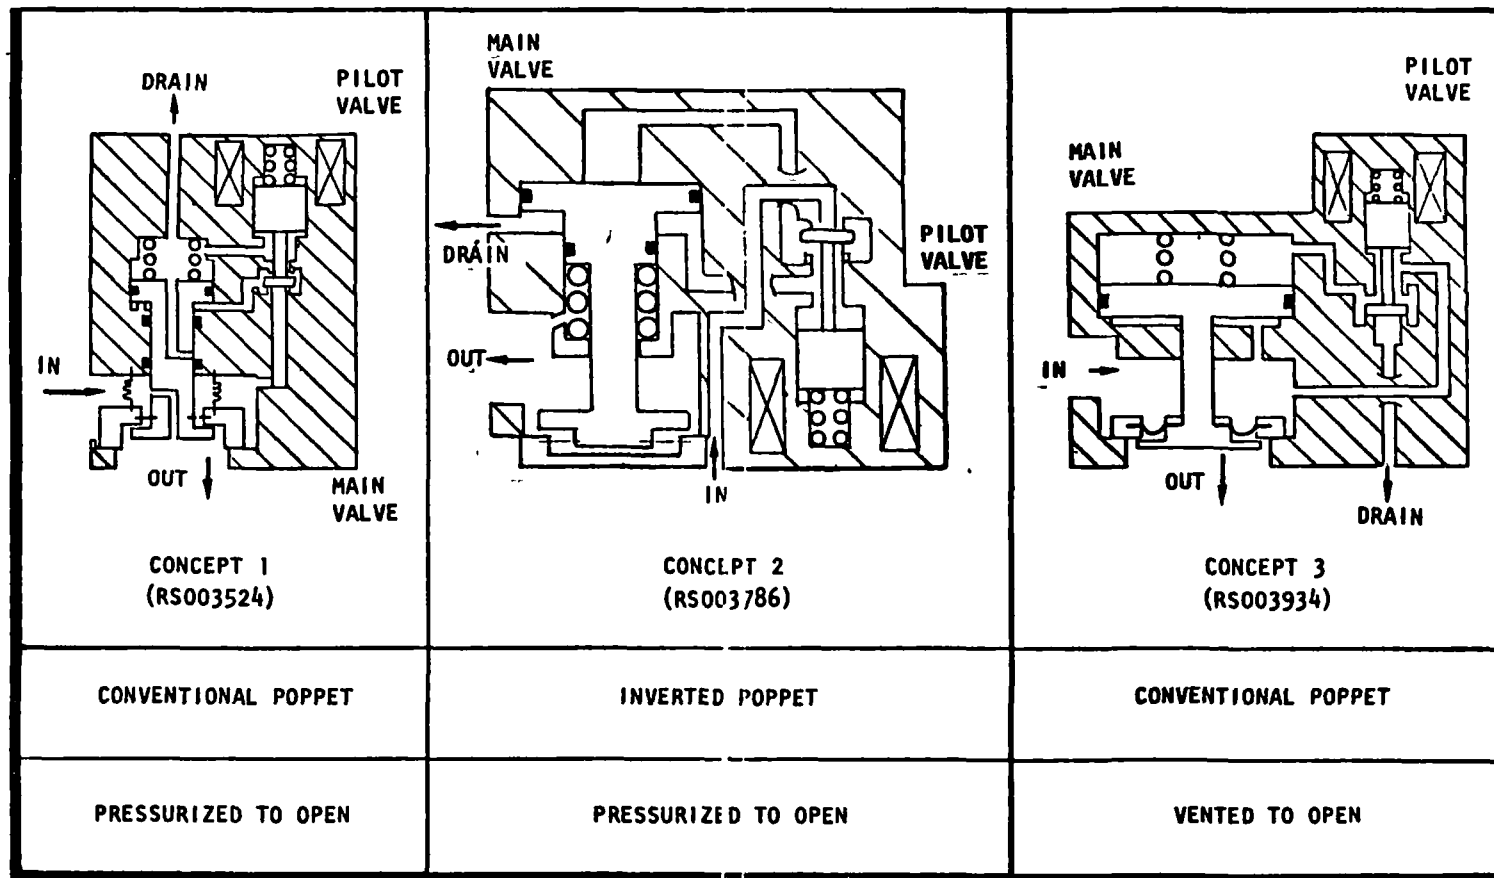 DRAIN
PILOT
VALVE
IN
OUT
MAIN
VALVE
CONCEPT 1
(RS003524)
CONVENTIONAL POPPET
PRESSURIZED TO OPEN
MAIN
VALVE
DRAIN
PILOT
VALVE
OUT
IN
CONCEPT 2
(RS003786)
INVERTED POPPET
PRESSURIZED TO OPEN
PILOT
VALVE
MAIN
VALVE
IN
OUT
DRAIN
CONCEPT 3
(RS003934)
CONVENTIONAL POPPET
VENTED TO OPEN